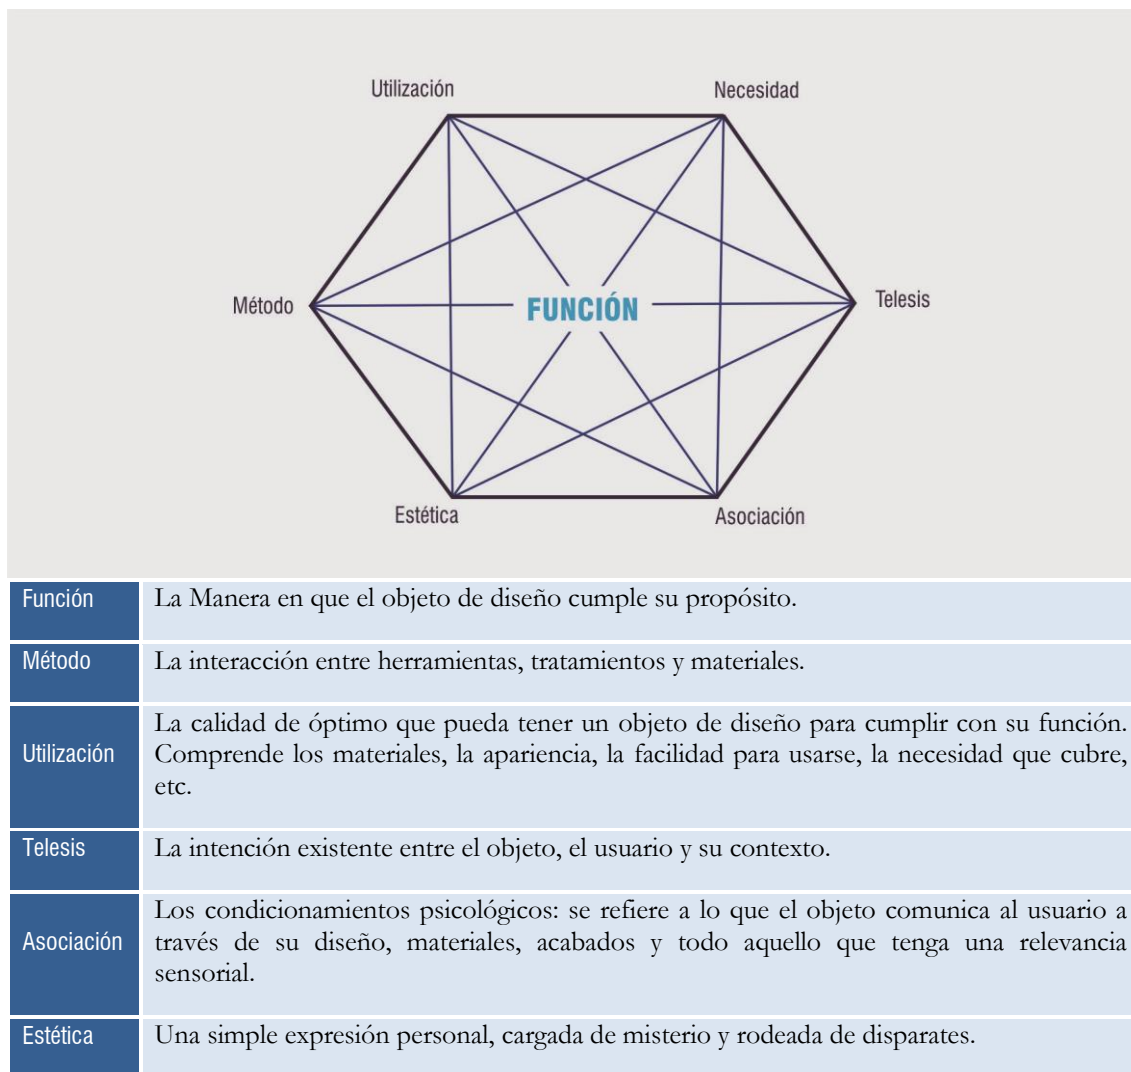 Utilización
Necesidad
Método
FUNCIÓN
Telesis
Estética
Asociación
Función
La Manera en que el objeto de diseño cumple su propósito.
Método
La interacción entre herramientas, tratamientos y materiales.
Utilización
La calidad de óptimo que pueda tener un objeto de diseño para cumplir con su función.
Comprende los materiales, la apariencia, la facilidad para usarse, la necesidad que cubre,
etc.
Telesis
La intención existente entre el objeto, el usuario y su contexto.
Asociación
Los condicionamientos psicológicos: se refiere a lo que el objeto comunica al usuario a
través de su diseño, materiales, acabados y todo aquello que tenga una relevancia
sensorial.
Estética
Una simple expresión personal, cargada de misterio y rodeada de disparates.